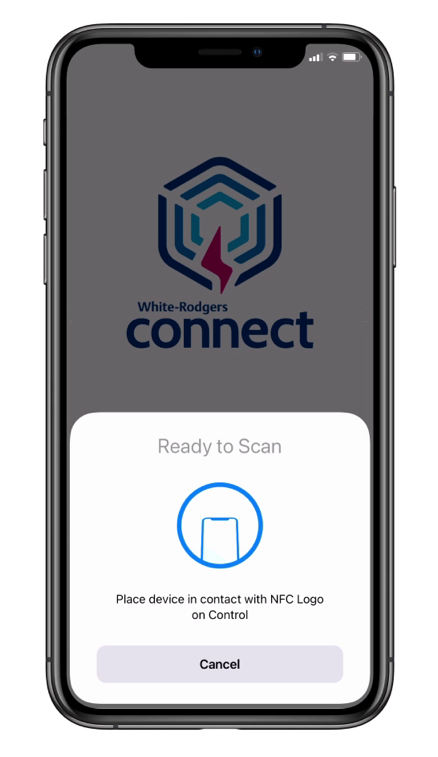 White-Rodgers
connect
Ready to Scan
Place device in contact with NFC Logo
on Control
Cancel